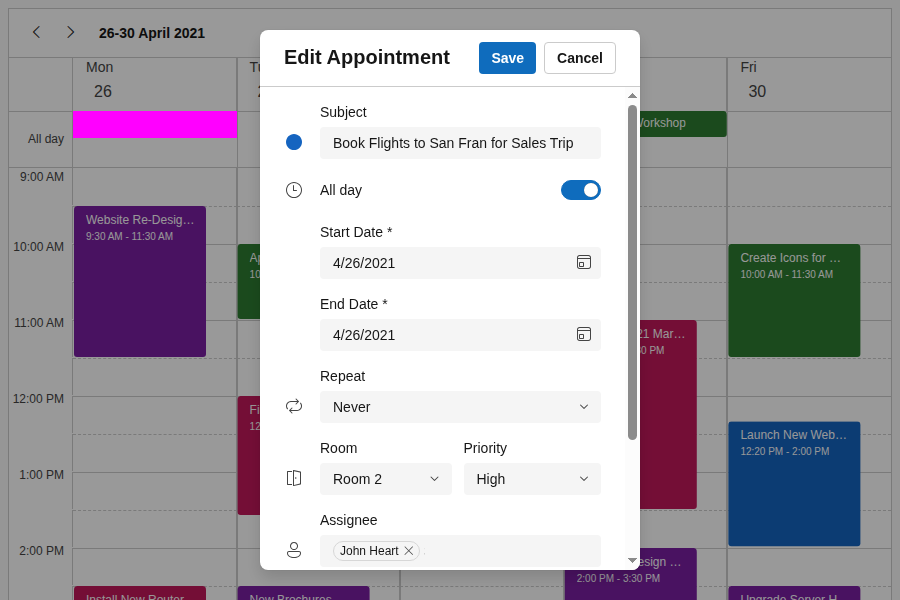 26-30 April 2021
Edit Appointment
Save
Cancel
Mon
26
Fri
30
All day
Workshop
9:00 AM
10:00 AM
11:00 AM
12:00 PM
1:00 PM
2:00 PM
Website Re-Desig…
9:30 AM - 11:30 AM
Subject
Book Flights to San Fran for Sales Trip
All day
Start Date *
4/26/2021
End Date *
4/26/2021
Repeat
Never
Room
Priority
Room 2
High
Assignee
John Heart
Create Icons for …
10:00 AM - 11:30 AM
21 Mar…
Launch New Web…
12:20 PM - 2:00 PM
esign …
2:00 PM - 3:30 PM
Install New Router
New Brochures
Upgrade Server H